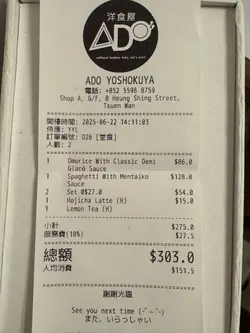 洋食屋
ADO
ADO YOSHOKUYA
電話: +852 5596 8759
Shop A, G/F, 8 Heung Shing Street,
Tsuen Wan
開檯時間: 2025-06-22 14:11:03
侍應: YYL
訂單編號: 026 [堂食]
人數: 2
1 Omurice With Classic Demi $86.0
Glacé Sauce
1 Spaghetti With Mentaiko $120.0
Sauce
2 Set @$27.0 $54.0
1 Hojicha Latte (H) $15.0
1 Lemon Tea (H)
小計 $275.0
服務費(10%) $27.5
總額 $303.0
人均消費 $151.5
謝謝光臨
See you next time (-ˆ-ˆ-)
また、いらっしゃい